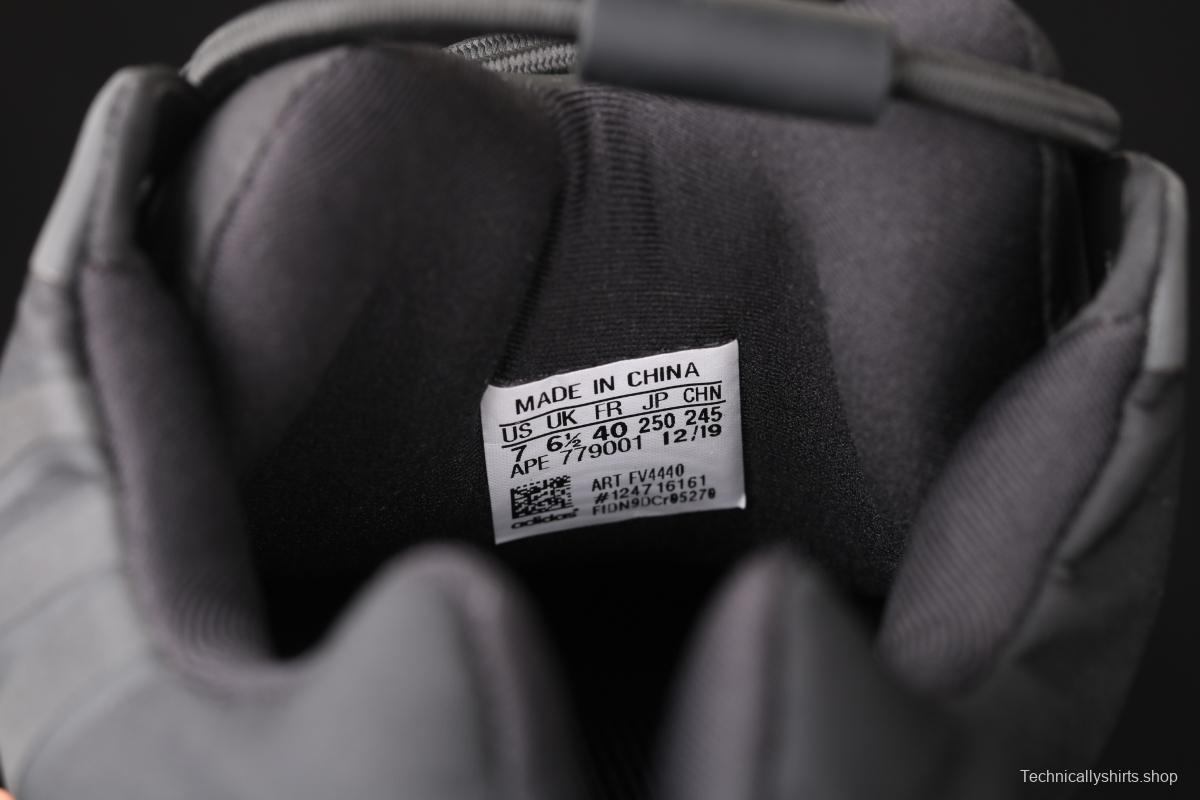 MADE IN CHINA
US UK FR JP CHN
7 6½ 40 250 245
APE 779001 12/19
ART FV4440
#124716161
FIDN9DCr05270
adidas
Technicallyshirts.shop